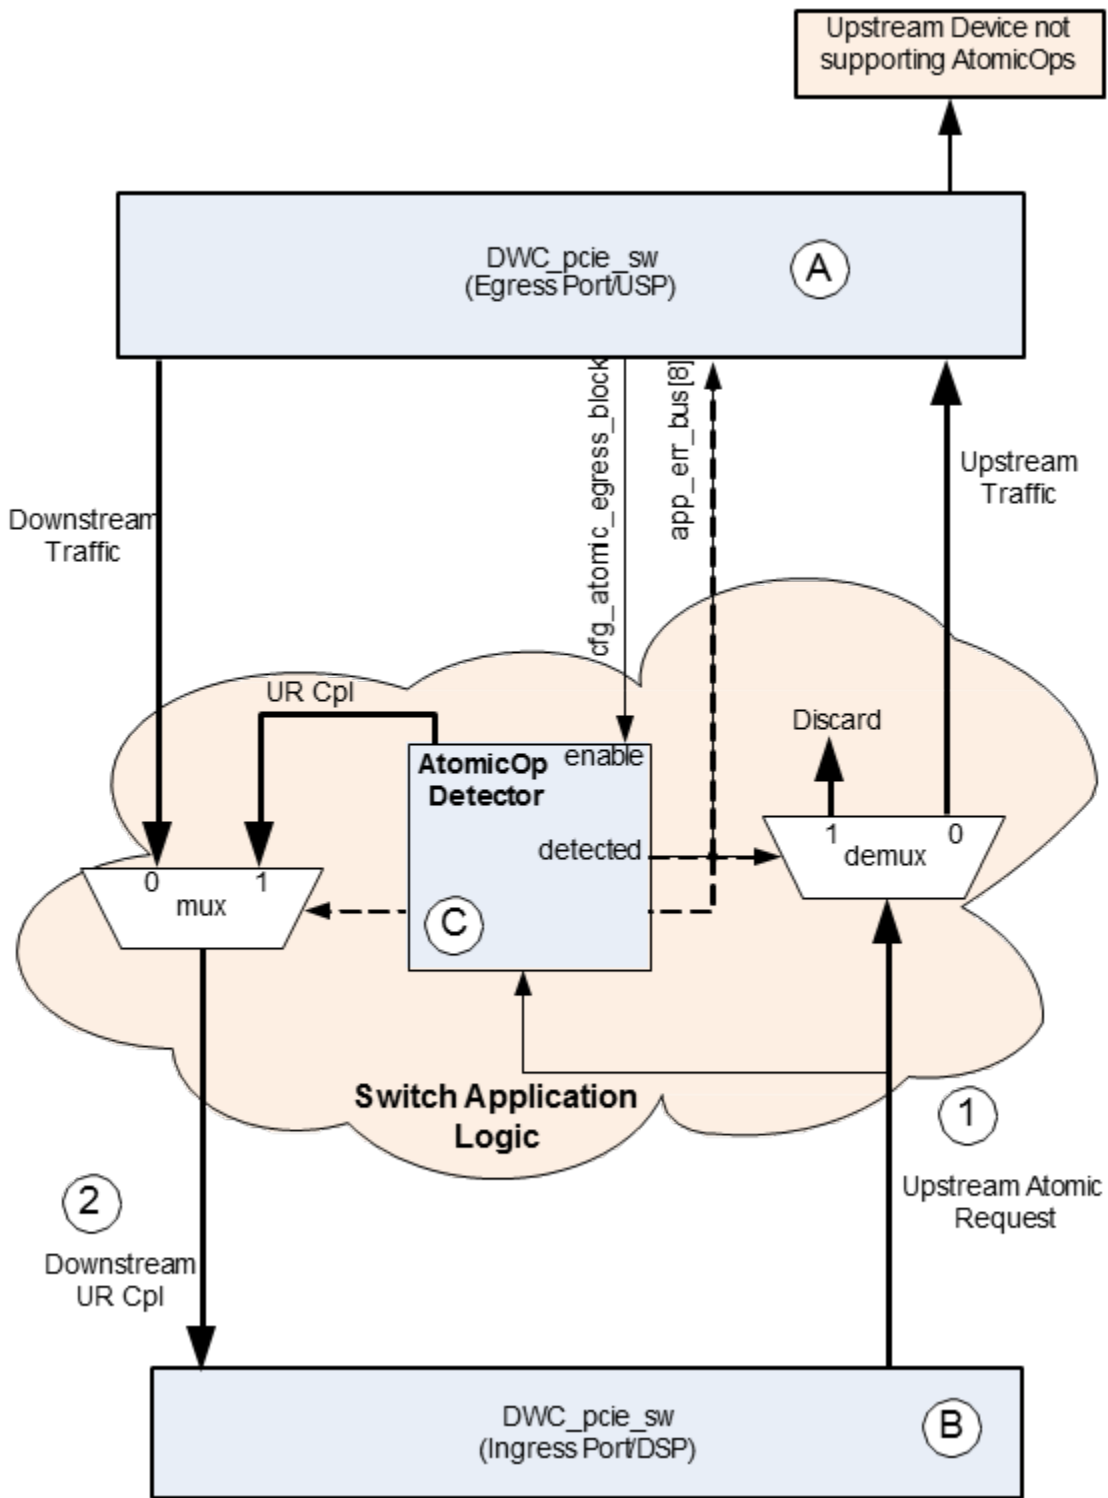 Upstream Device not
supporting AtomicOps
DWC_pcie_sw
(Egress Port/USP)
A
cfg_atomic_egress_block
app_err_bus[8]
Upstream
Traffic
Downstream
Traffic
UR Cpl
Discard
AtomicOp
Detector
enable
detected
1
0
demux
0
1
mux
C
Switch Application
Logic
1
Upstream Atomic
Request
2
Downstream
UR Cpl
DWC_pcie_sw
(Ingress Port/DSP)
B